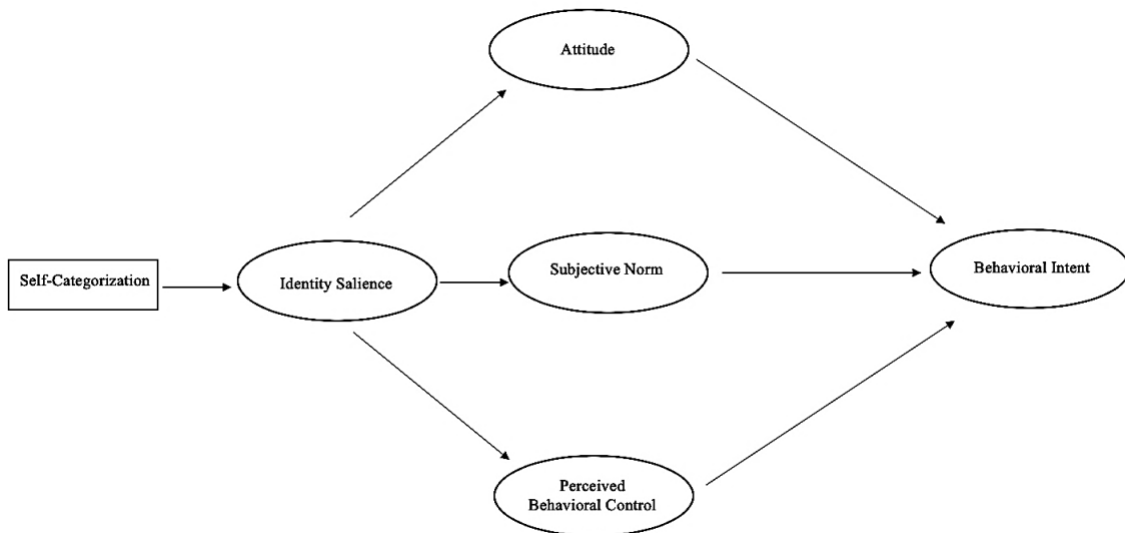 Attitude
Self-Categorization
Identity Salience
Subjective Norm
Behavioral Intent
Perceived
Behavioral Control